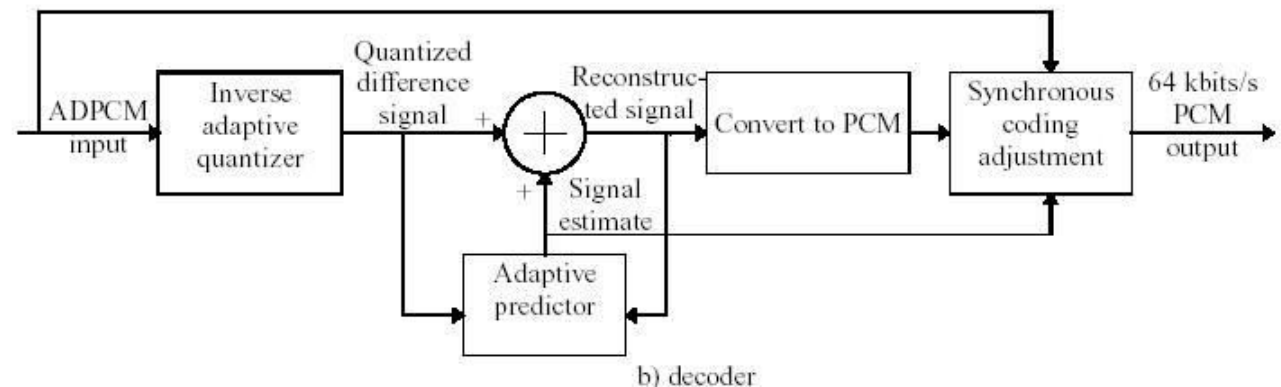 ADPCM
input
Inverse
adaptive
quantizer
Quantized
difference
signal
+
+
Reconstruc-
ted signal
Signal
estimate
Adaptive
predictor
Convert to PCM
Synchronous
coding
adjustment
64 kbits/s
PCM
output
b) decoder